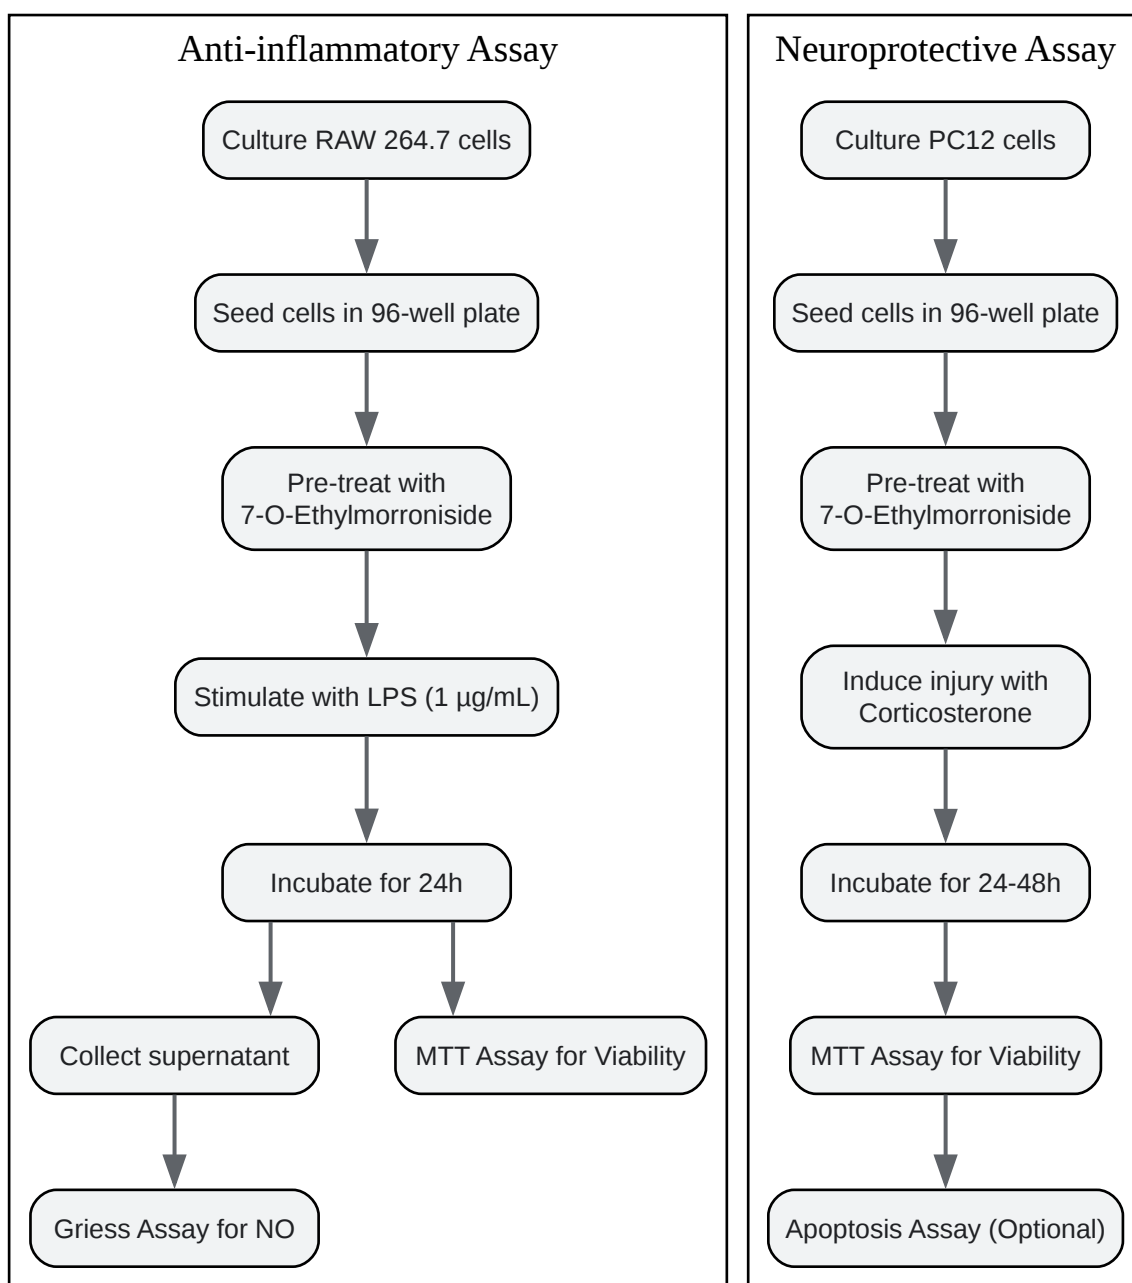 Anti-inflammatory Assay
Culture RAW 264.7 cells
Seed cells in 96-well plate
Pre-treat with
7-O-Ethylmorroniside
Stimulate with LPS (1 µg/mL)
Incubate for 24h
Collect supernatant
MTT Assay for Viability
Griess Assay for NO
Neuroprotective Assay
Culture PC12 cells
Seed cells in 96-well plate
Pre-treat with
7-O-Ethylmorroniside
Induce injury with
Corticosterone
Incubate for 24-48h
MTT Assay for Viability
Apoptosis Assay (Optional)